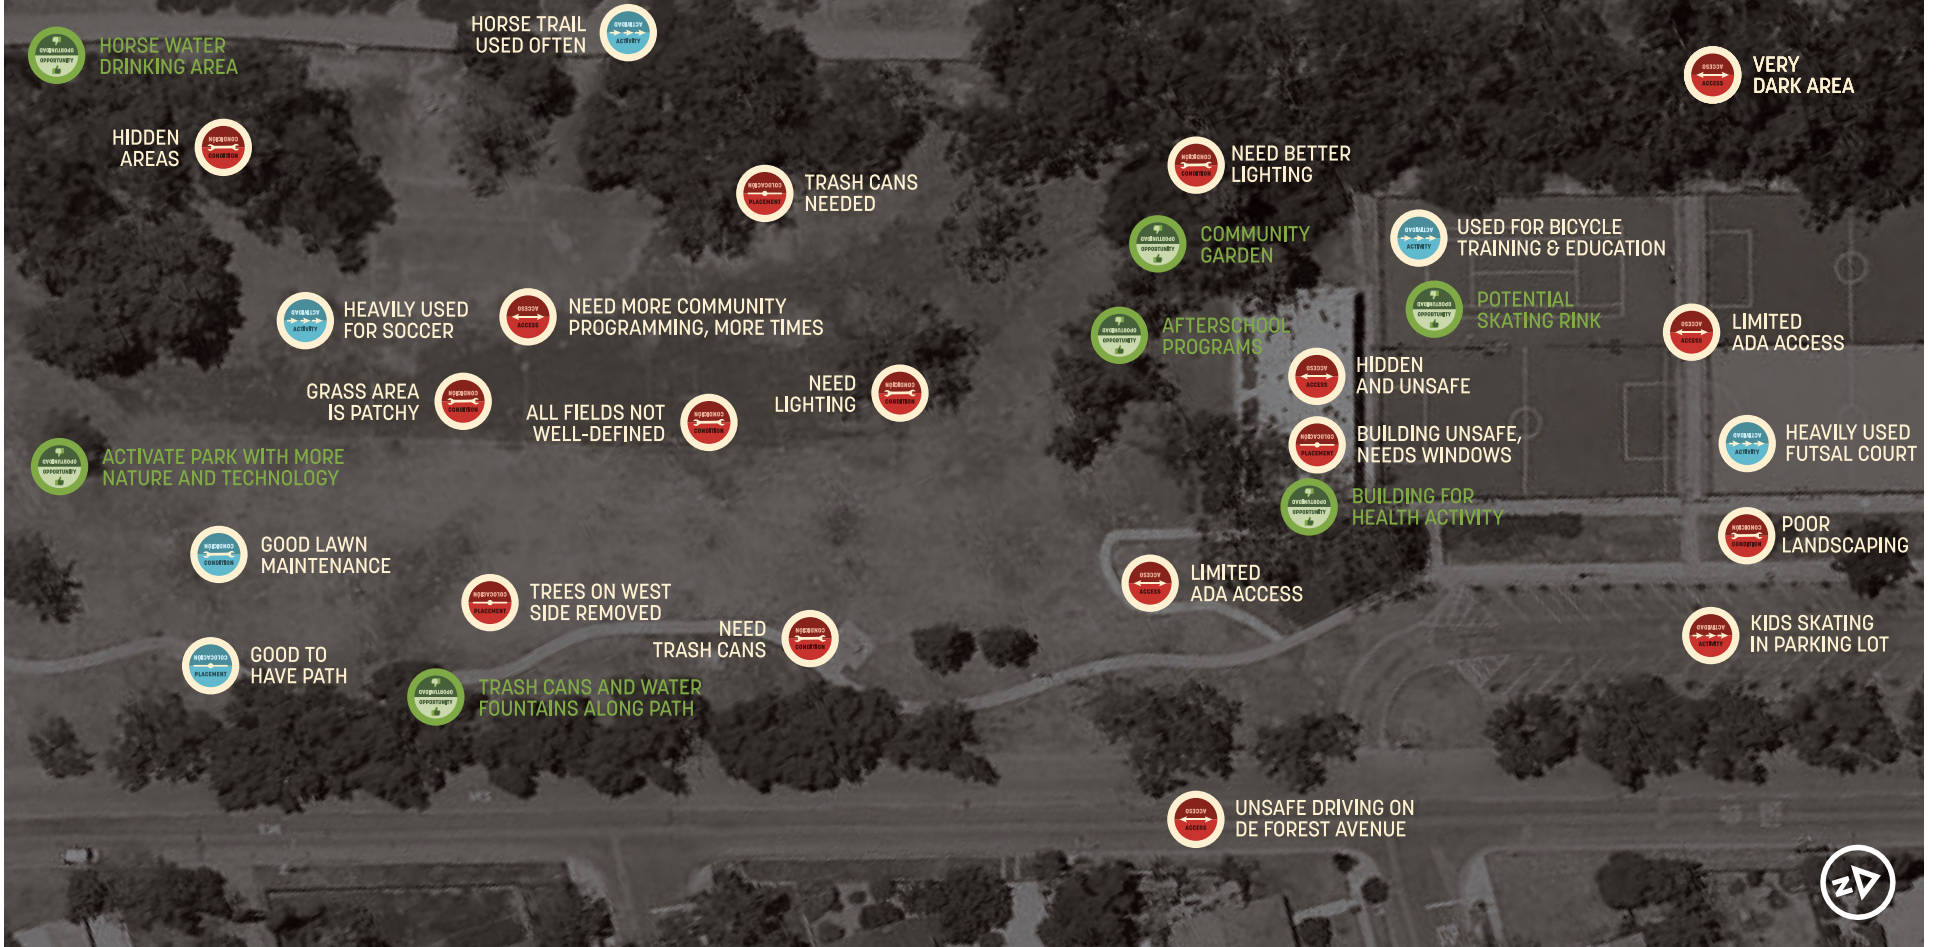 HORSE WATER
DRINKING AREA
HORSE TRAIL
USED OFTEN
VERY
DARK AREA
HIDDEN
AREAS
TRASH CANS
NEEDED
NEED BETTER
LIGHTING
COMMUNITY
GARDEN
USED FOR BICYCLE
TRAINING & EDUCATION
HEAVILY USED
FOR SOCCER
NEED MORE COMMUNITY
PROGRAMMING, MORE TIMES
AFTERSCHOOL
PROGRAMS
POTENTIAL
SKATING RINK
LIMITED
ADA ACCESS
HIDDEN
AND UNSAFE
GRASS AREA
IS PATCHY
ALL FIELDS NOT
WELL-DEFINED
NEED
LIGHTING
BUILDING UNSAFE,
NEEDS WINDOWS
HEAVILY USED
FUTSAL COURT
ACTIVATE PARK WITH MORE
NATURE AND TECHNOLOGY
BUILDING FOR
HEALTH ACTIVITY
GOOD LAWN
MAINTENANCE
POOR
LANDSCAPING
TREES ON WEST
SIDE REMOVED
LIMITED
ADA ACCESS
NEED
TRASH CANS
KIDS SKATING
IN PARKING LOT
GOOD TO
HAVE PATH
TRASH CANS AND WATER
FOUNTAINS ALONG PATH
UNSAFE DRIVING ON
DE FOREST AVENUE
Z